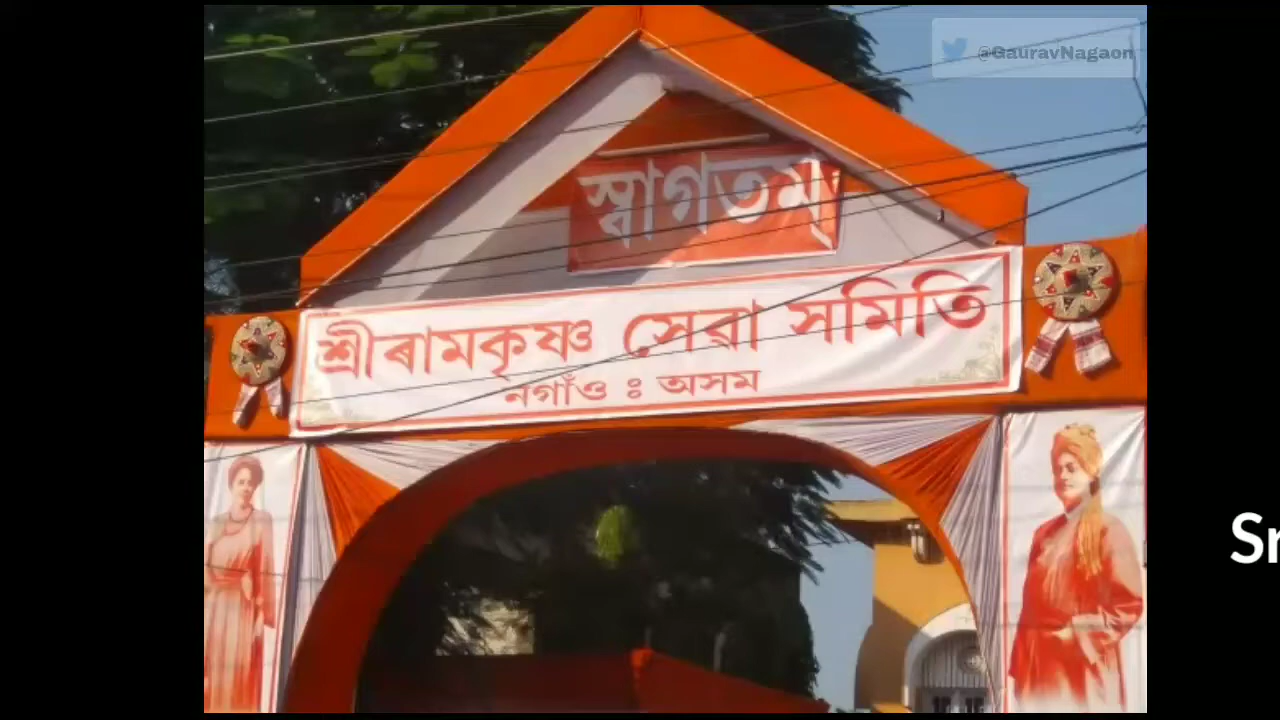 @GauravNagaon
স্বাগতম্
শ্ৰীৰামকৃষ্ণ সেৱা সমিতি
নগাঁও ঃ অসম